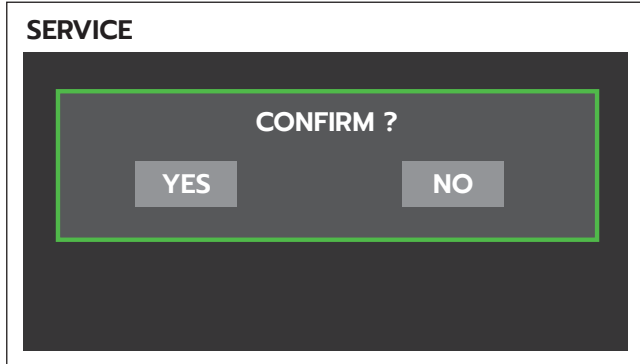 SERVICE
CONFIRM ?
YES NO